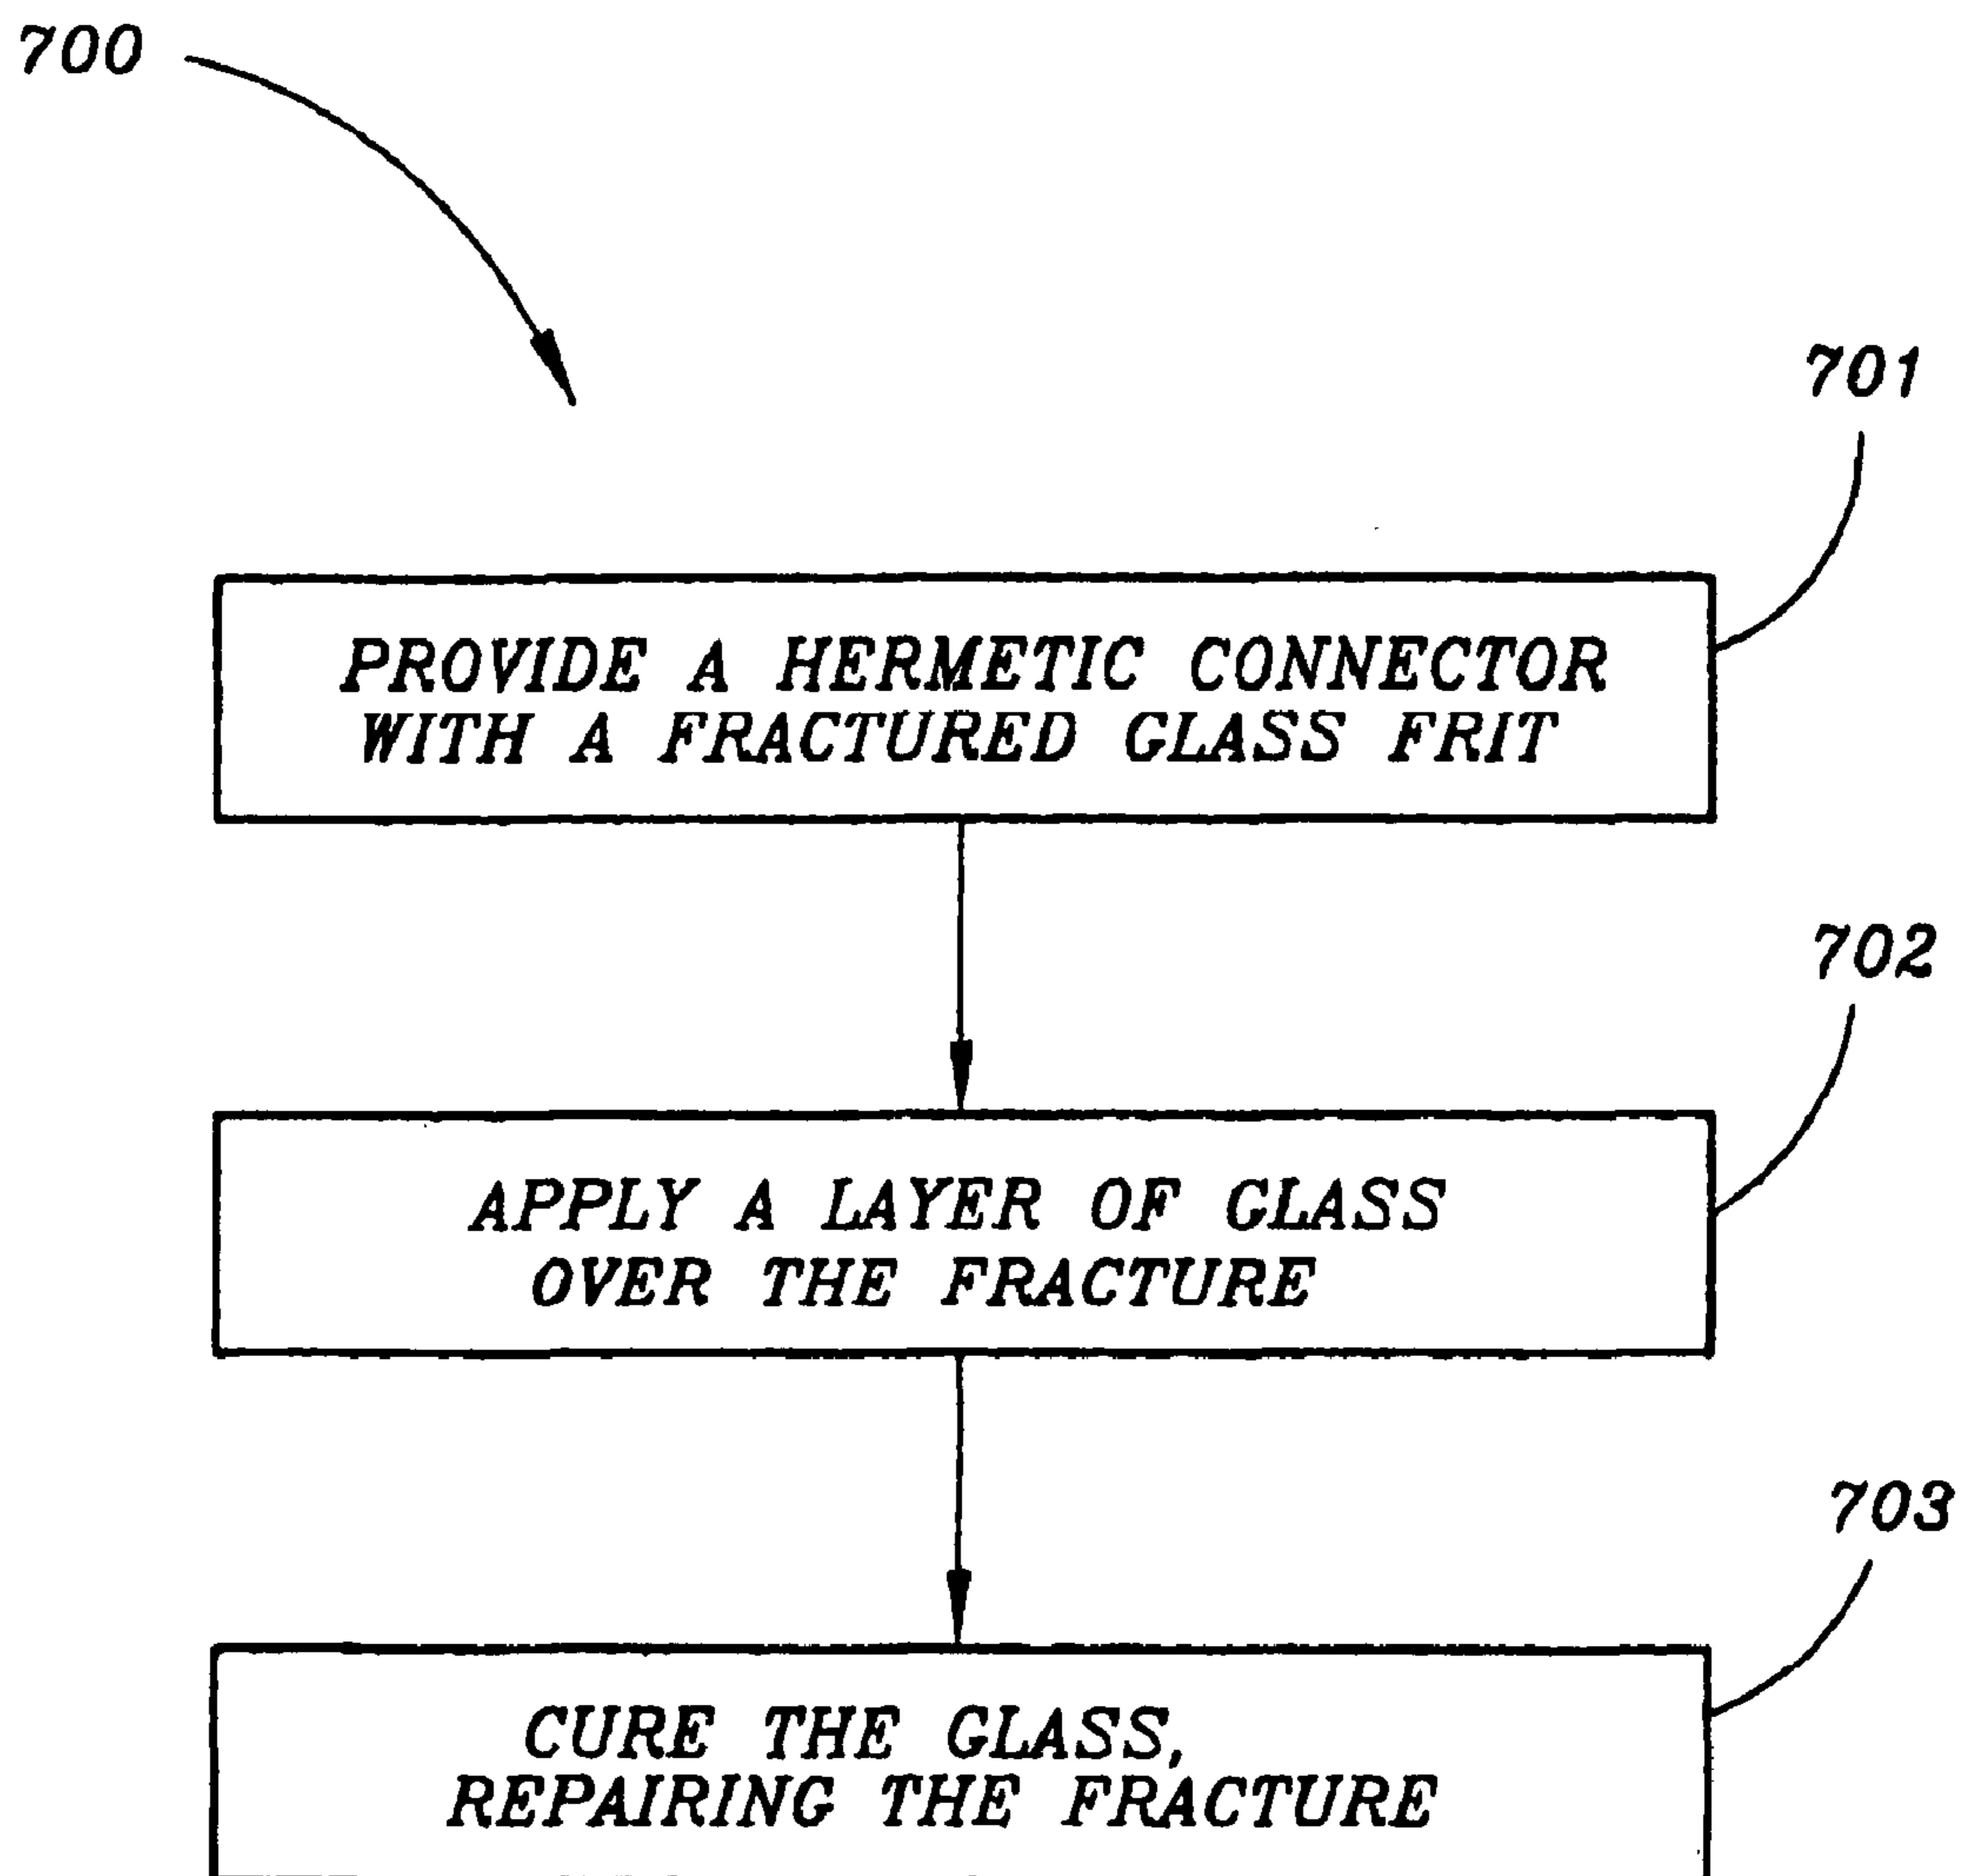 700
701
PROVIDE A HERMETIC CONNECTOR
WITH A FRACTURED GLASS FRIT
702
APPLY A LAYER OF GLASS
OVER THE FRACTURE
703
CURE THE GLASS,
REPAIRING THE FRACTURE